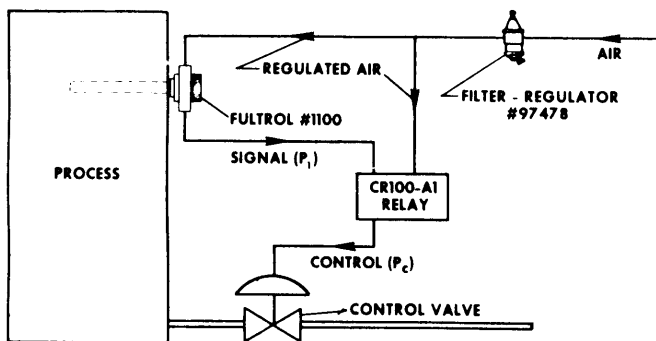 AIR
REGULATED AIR
FILTER - REGULATOR
#97478
FULTROL #1100
SIGNAL (P₁)
PROCESS
CR100-A1
RELAY
CONTROL (Pc)
CONTROL VALVE